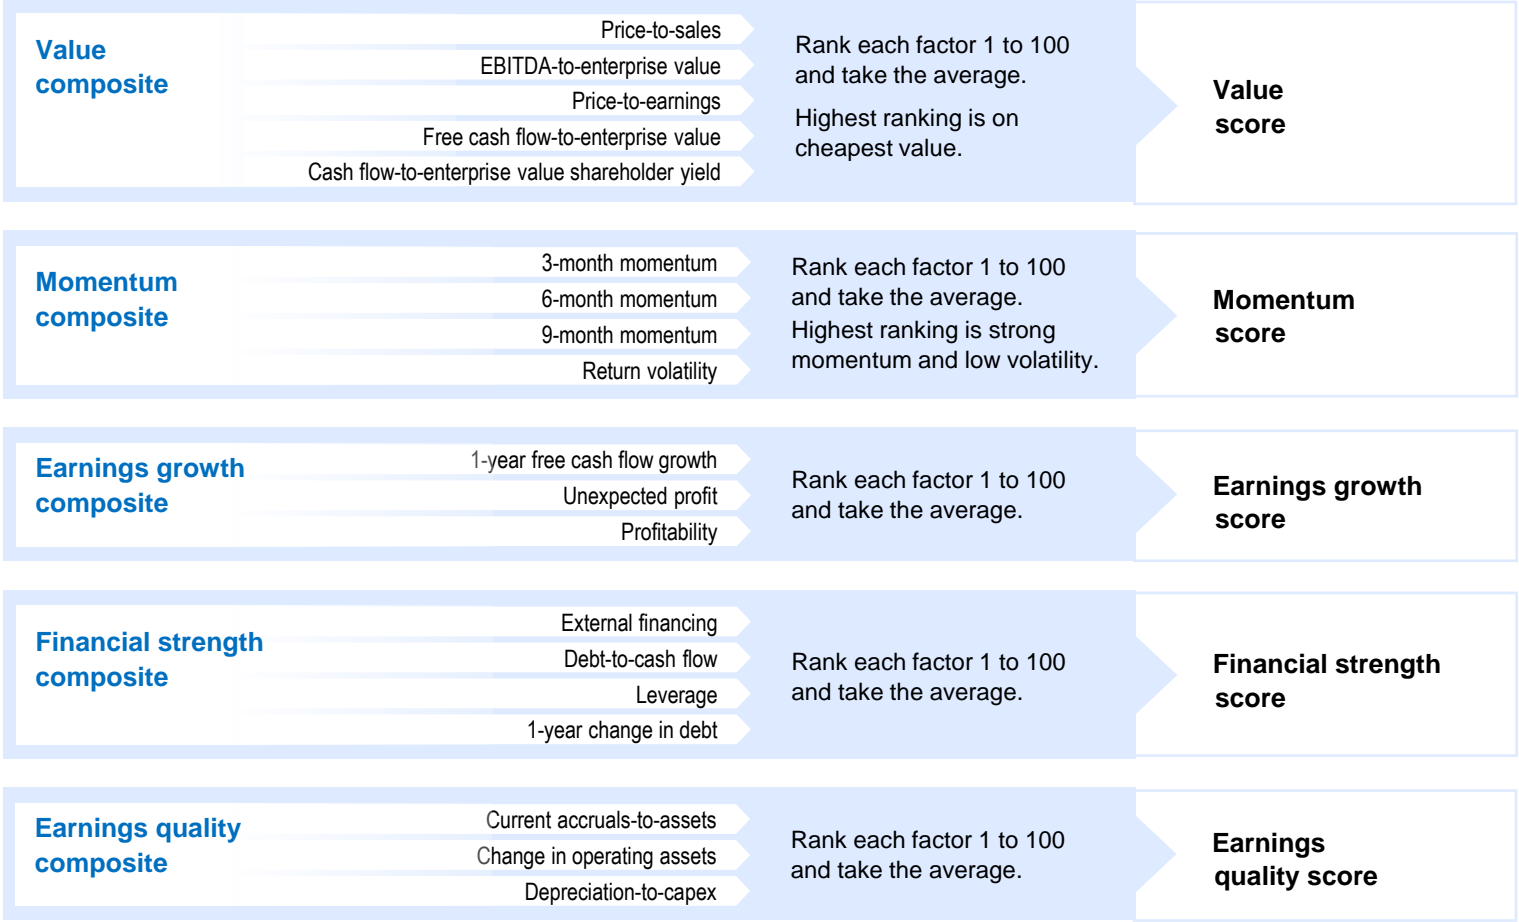 Value
composite
Price-to-sales
EBITDA-to-enterprise value
Price-to-earnings
Free cash flow-to-enterprise value
Cash flow-to-enterprise value shareholder yield
Rank each factor 1 to 100
and take the average.
Highest ranking is on
cheapest value.
Value
score
Momentum
composite
3-month momentum
6-month momentum
9-month momentum
Return volatility
Rank each factor 1 to 100
and take the average.
Highest ranking is strong
momentum and low volatility.
Momentum
score
Earnings growth
composite
1-year free cash flow growth
Unexpected profit
Profitability
Rank each factor 1 to 100
and take the average.
Earnings growth
score
Financial strength
composite
External financing
Debt-to-cash flow
Leverage
1-year change in debt
Rank each factor 1 to 100
and take the average.
Financial strength
score
Earnings quality
composite
Current accruals-to-assets
Change in operating assets
Depreciation-to-capex
Rank each factor 1 to 100
and take the average.
Earnings
quality score